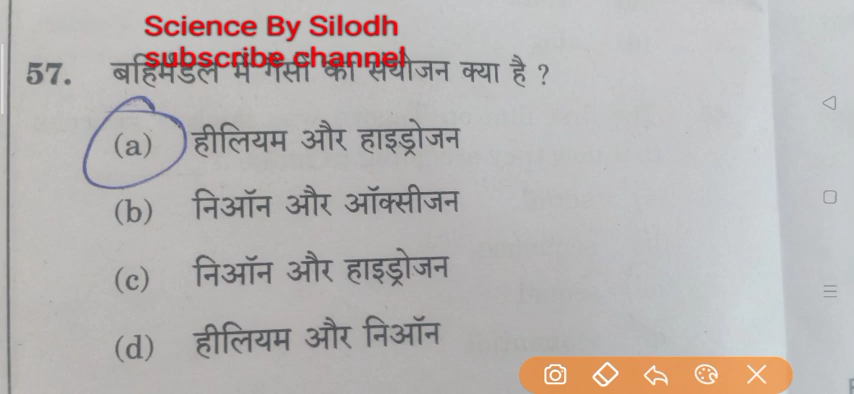 Science By Silodh
subscribe channel
57. बहिर्मंडल में गैसों का संयोजन क्या है ?
(a) हीलियम और हाइड्रोजन
(b) निऑन और ऑक्सीजन
(c) निऑन और हाइड्रोजन
(d) हीलियम और निऑन